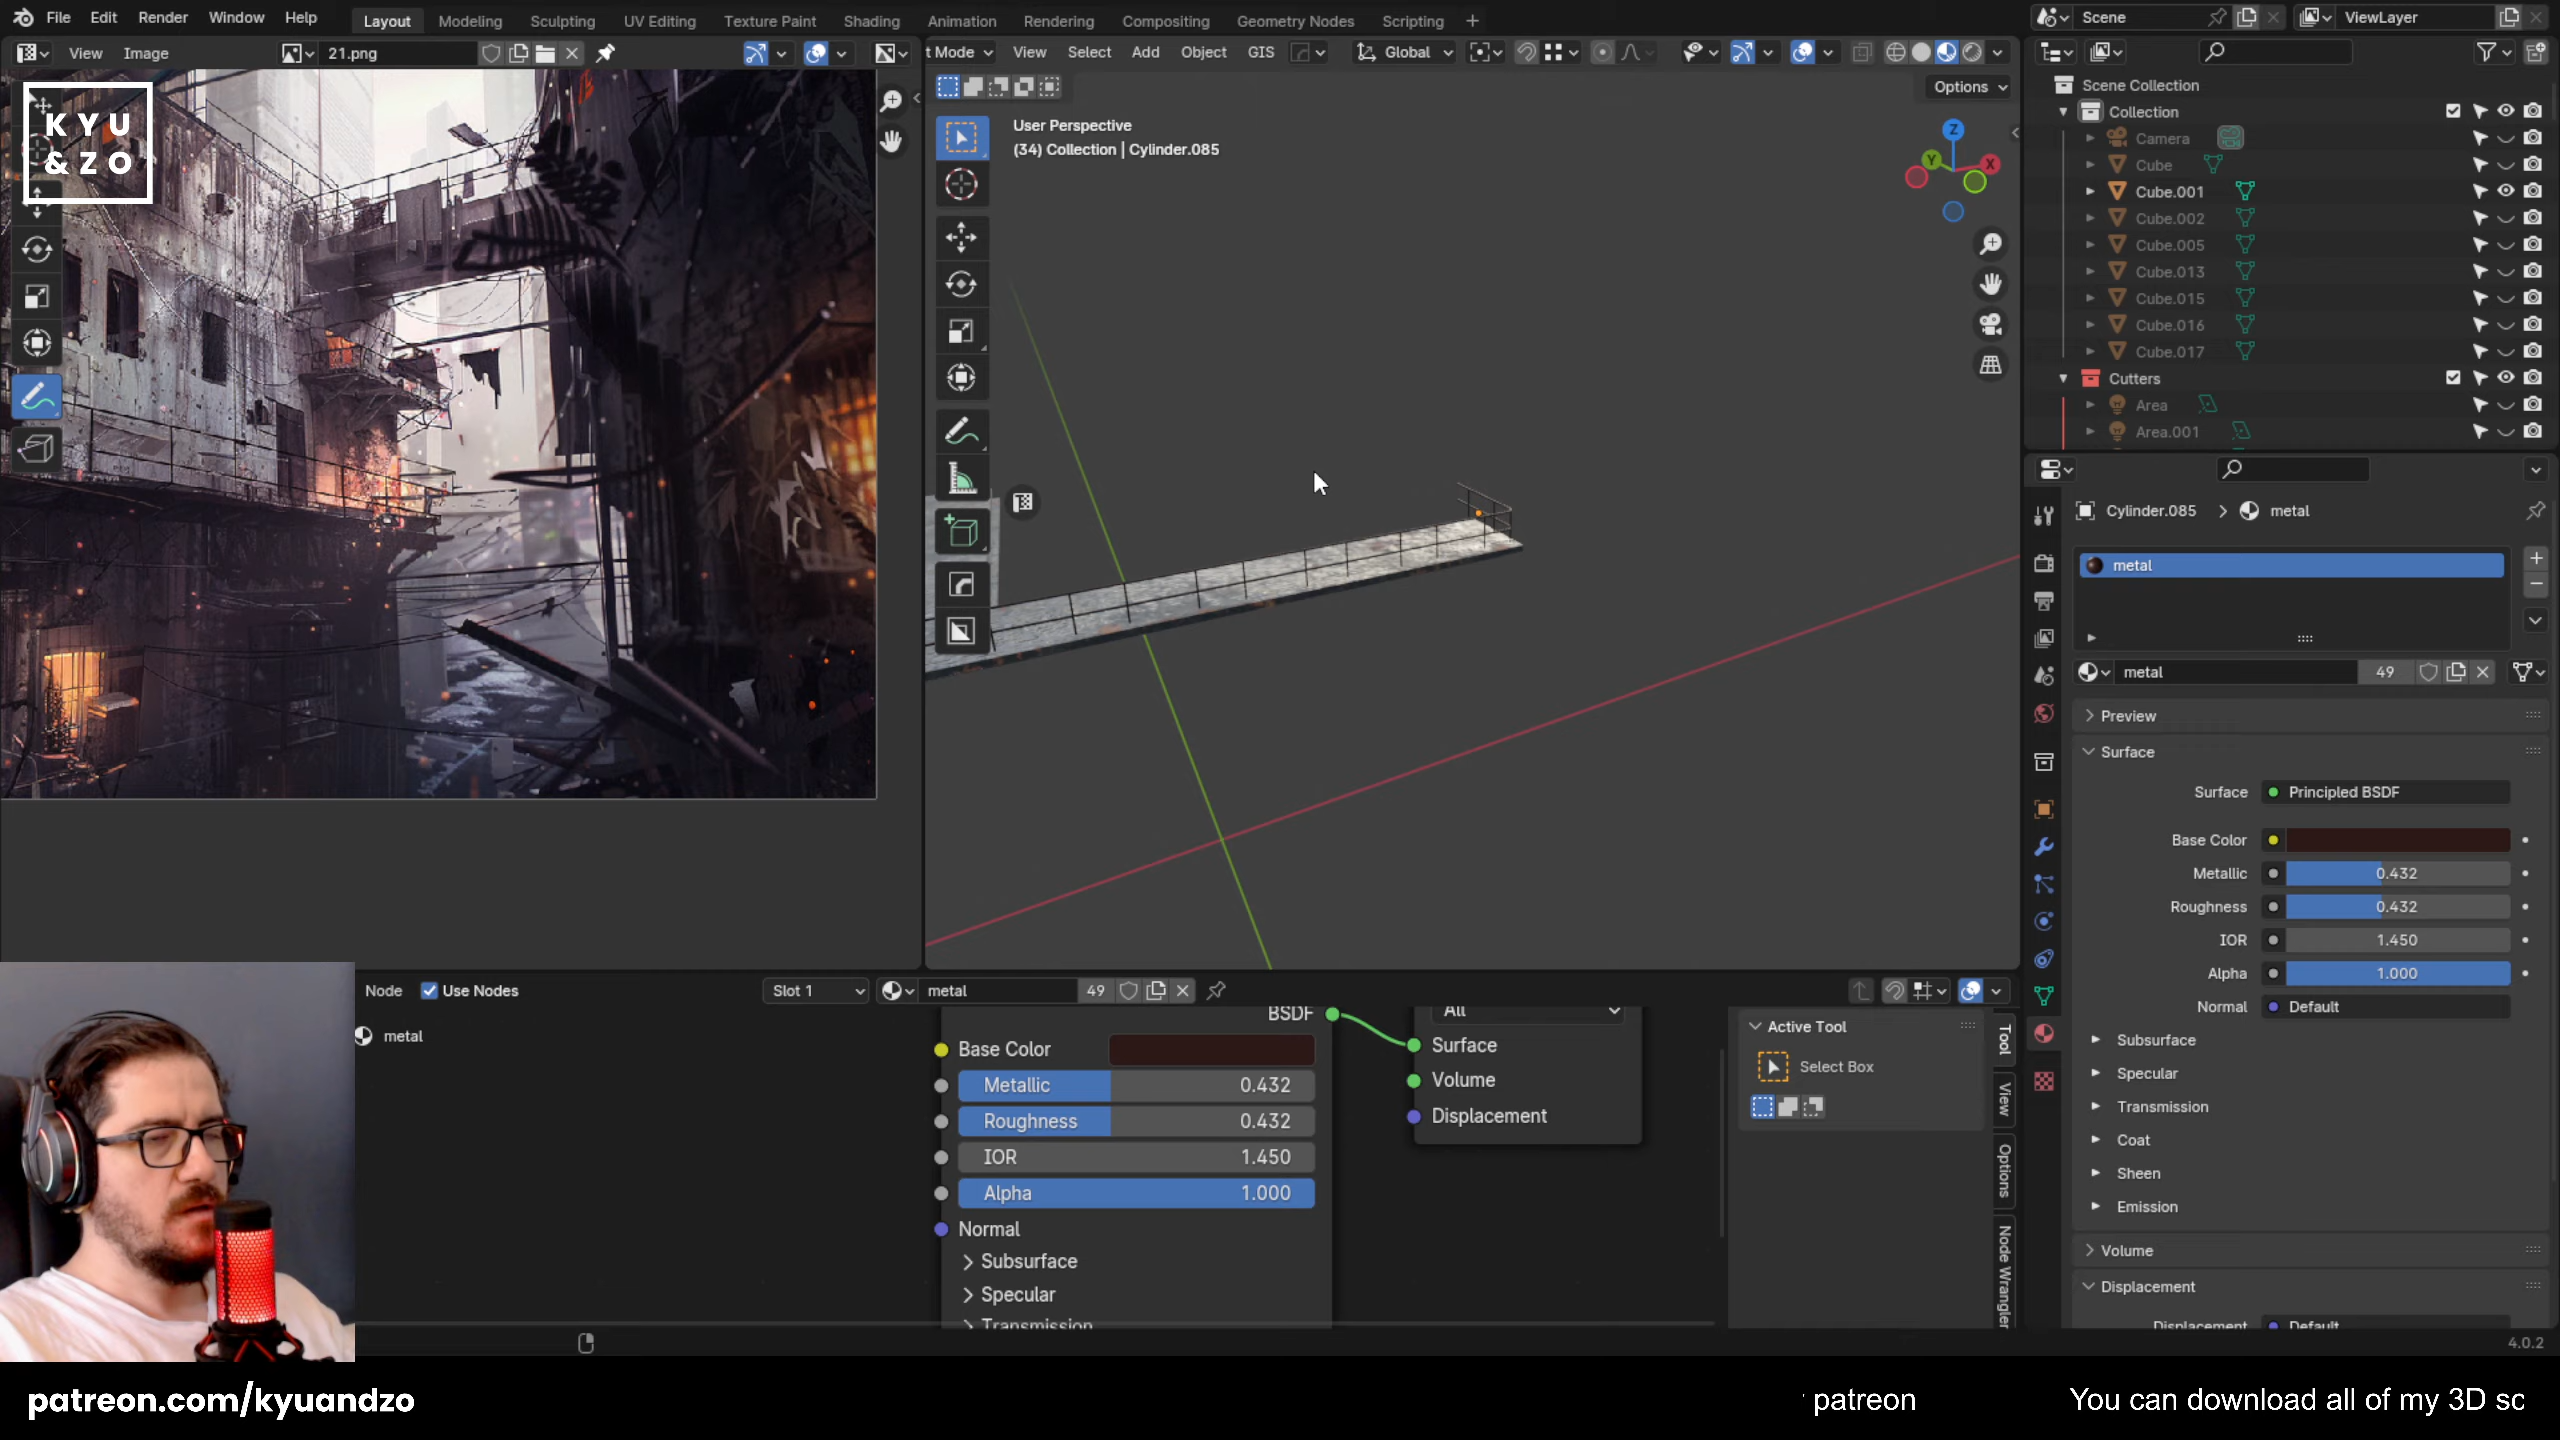 File Edit Render Window Help Layout Modeling Sculpting UV Editing Texture Paint Shading Animation Rendering Compositing Geometry Nodes Scripting Scene ViewLayer
View Image 21.png t Mode View Select Add Object GIS Global
Options
KYU
&ZO
User Perspective
(34) Collection | Cylinder.085
Z
Y
X
Scene Collection
Collection
Camera
Cube
Cube.001
Cube.002
Cube.005
Cube.013
Cube.015
Cube.016
Cube.017
Cutters
Area
Area.001
Cylinder.085 metal
metal
metal 49
Preview
Surface
Surface Principled BSDF
Base Color
Metallic 0.432
Roughness 0.432
IOR 1.450
Alpha 1.000
Normal Default
Subsurface
Specular
Transmission
Coat
Sheen
Emission
Volume
Displacement
Displacement Default
4.0.2
Node Use Nodes Slot 1 metal 49
metal
BSDF
Base Color
Metallic 0.432
Roughness 0.432
IOR 1.450
Alpha 1.000
Normal
Subsurface
Specular
Transmission
All
Surface
Volume
Displacement
Active Tool
Select Box
Tool
View
Options
Node Wrangler
patreon.com/kyuandzo
patreon You can download all of my 3D sc